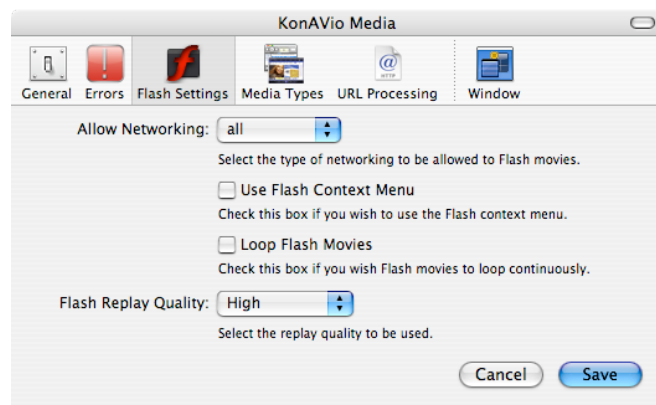 KonAVio Media
General Errors Flash Settings Media Types URL Processing Window
Allow Networking: all
Select the type of networking to be allowed to Flash movies.
Use Flash Context Menu
Check this box if you wish to use the Flash context menu.
Loop Flash Movies
Check this box if you wish Flash movies to loop continuously.
Flash Replay Quality: High
Select the replay quality to be used.
Cancel Save